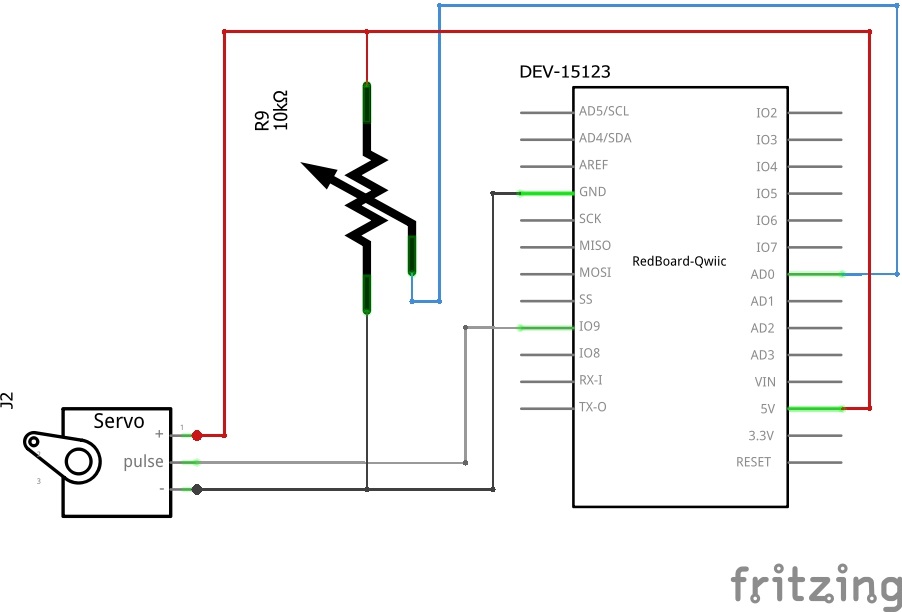 DEV-15123
R9
10kΩ
AD5/SCL
AD4/SDA
AREF
GND
SCK
MISO
MOSI
SS
IO9
IO8
RX-I
TX-O
RedBoard-Qwiic
IO2
IO3
IO4
IO5
IO6
IO7
AD0
AD1
AD2
AD3
VIN
5V
3.3V
RESET
J2
Servo
+
pulse
-
1
3
fritzing